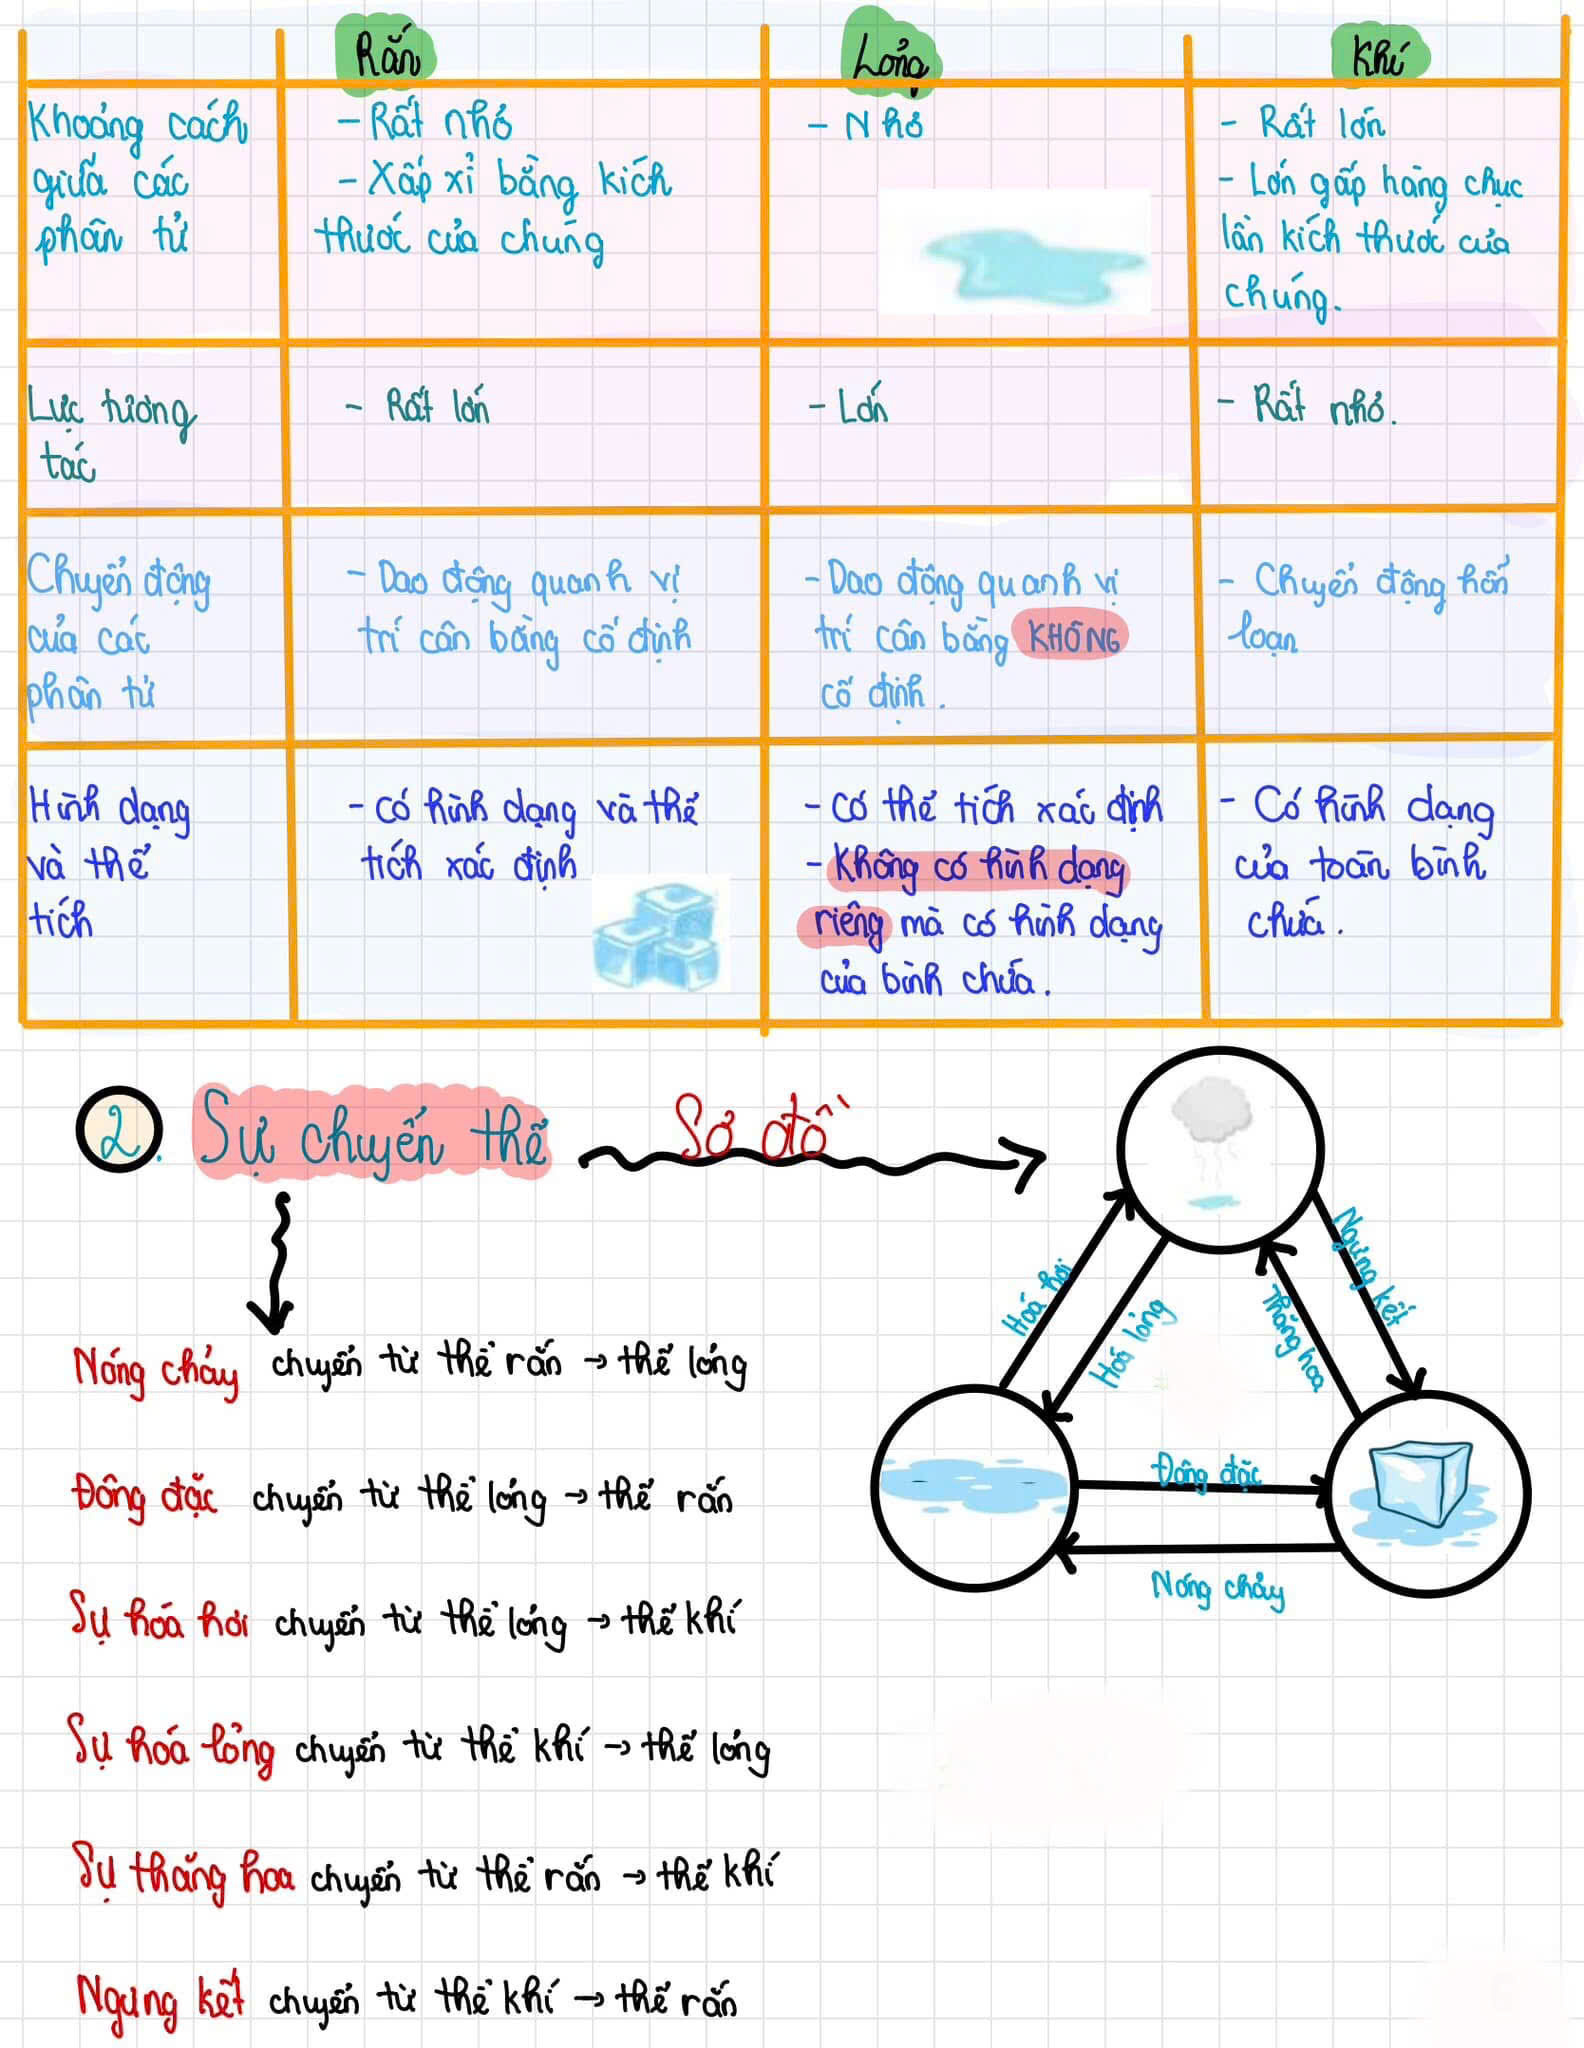 Rắn
Lỏng
Khí
Khoảng cách
giữa các
phân tử
- Rất nhỏ
- Xấp xỉ bằng kích
thước của chúng
- Nhỏ
- Rất lớn
- Lớn gấp hàng chục
lần kích thước của
chúng.
Lực tương
tác
- Rất lớn
- Lớn
- Rất nhỏ.
Chuyển động
của các
phân tử
- Dao động quanh vị
trí cân bằng cố định
- Dao động quanh vị
trí cân bằng KHÔNG
cố định.
- Chuyển động hỗn
loạn
Hình dạng
và thể
tích
- Có hình dạng và thể
tích xác định
- Có thể tích xác định
- Không có hình dạng
riêng mà có hình dạng
của bình chứa.
- Có hình dạng
của toàn bình
chứa.
2. Sự chuyển thể
Sơ đồ
Hoá hơi
Hoá lỏng
Thăng hoa
Ngưng kết
Đông đặc
Nóng chảy
Nóng chảy chuyển từ thể rắn → thể lỏng
Đông đặc chuyển từ thể lỏng → thể rắn
Sự hóa hơi chuyển từ thể lỏng → thể khí
Sự hóa lỏng chuyển từ thể khí → thể lỏng
Sự thăng hoa chuyển từ thể rắn → thể khí
Ngưng kết chuyển từ thể khí → thể rắn